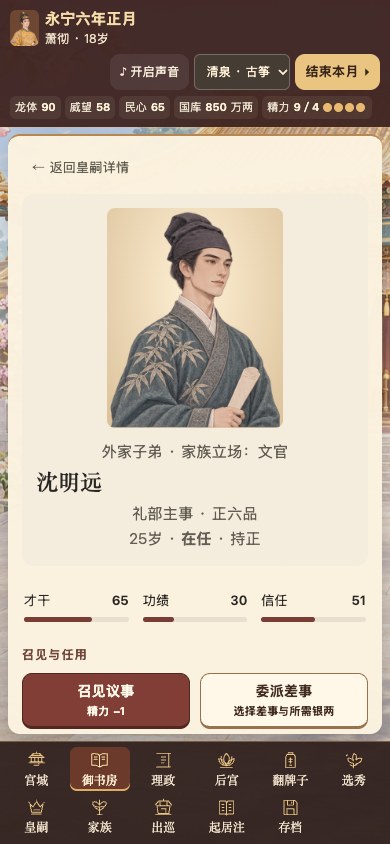 永宁六年正月
萧彻 · 18岁
♪ 开启声音
清泉 · 古筝
结束本月
龙体 90 威望 58 民心 65 国库 850 万两 精力 9 / 4
← 返回皇嗣详情
外家子弟 · 家族立场：文官
沈明远
礼部主事 · 正六品
25岁 · 在任 · 持正
才干 65 功绩 30 信任 51
召见与任用
召见议事
精力 −1
委派差事
选择差事与所需银两
宫城 御书房 理政 后宫 翻牌子 选秀
皇嗣 家族 出巡 起居注 存档